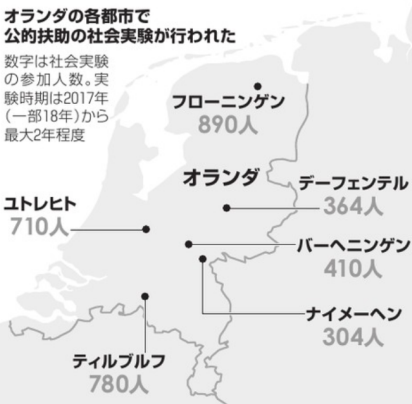 オランダの各都市で
公的扶助の社会実験が行われた
数字は社会実験
の参加人数。実
験時期は2017年
（一部18年）から
最大2年程度
フローニンゲン
890人
オランダ
デーフェンテル
364人
ユトレヒト
710人
バーヘニンゲン
410人
ナイメーヘン
304人
ティルブルフ
780人